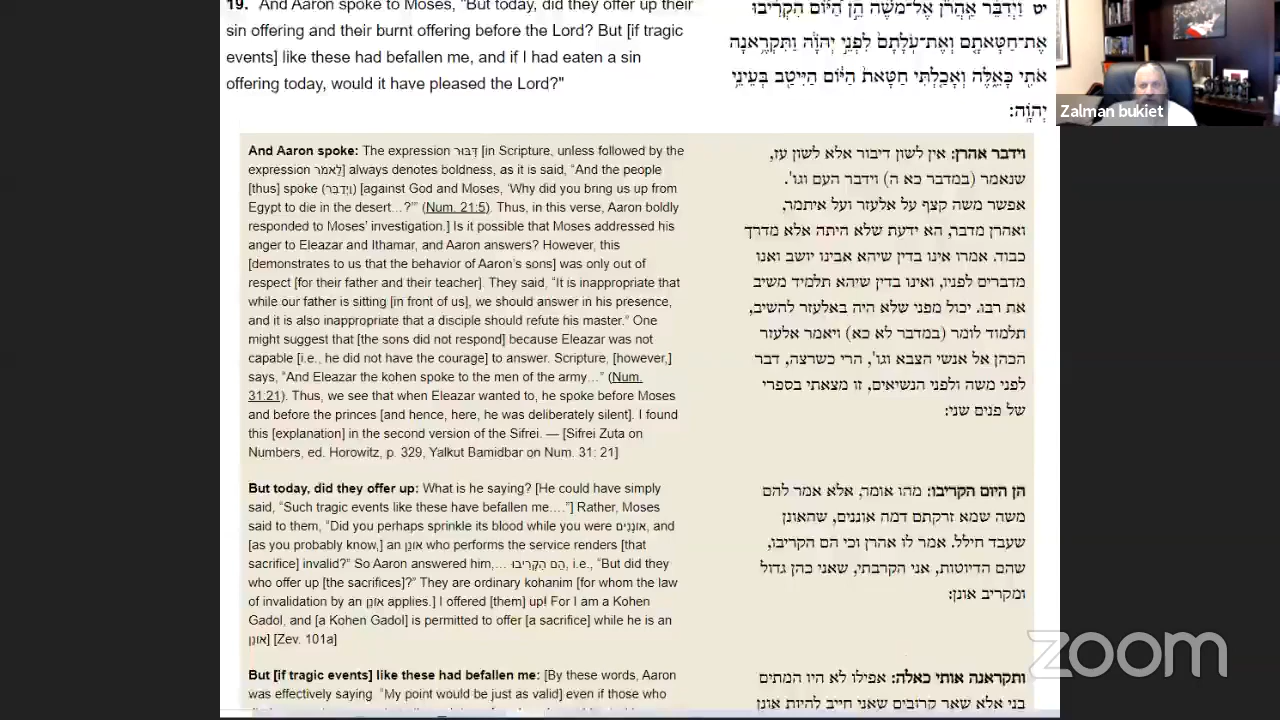 19. And Aaron spoke to Moses, "But today, did they offer up their
sin offering and their burnt offering before the Lord? But [if tragic
events] like these had befallen me, and if I had eaten a sin
offering today, would it have pleased the Lord?"
יט וַיְדַבֵּ֨ר אַֽהֲרֹ֜ן אֶל־משֶׁ֗ה הֵ֣ן הַ֠יּ֠וֹם הִקְרִ֨יבוּ
אֶת־חַטָּאתָ֤ם וְאֶת־עֹֽלָתָם֙ לִפְנֵ֣י יְהֹוָ֔ה וַתִּקְרֶ֥אנָה
אֹתִ֖י כָּאֵ֑לֶּה וְאָכַ֤לְתִּי חַטָּאת֙ הַיּ֔וֹם הַיִּיטַ֖ב בְּעֵינֵ֥י
יְהֹוָֽה:
Zalman bukiet
And Aaron spoke: The expression דִּבּוּר [in Scripture, unless followed by the
expression לֵאמֹר] always denotes boldness, as it is said, “And the people
[thus] spoke (וַיְדַבֵּר) [against God and Moses, ‘Why did you bring us up from
Egypt to die in the desert…?’” (Num. 21:5). Thus, in this verse, Aaron boldly
responded to Moses’ investigation.] Is it possible that Moses addressed his
anger to Eleazar and Ithamar, and Aaron answers? However, this
[demonstrates to us that the behavior of Aaron’s sons] was only out of
respect [for their father and their teacher]. They said, “It is inappropriate that
while our father is sitting [in front of us], we should answer in his presence,
and it is also inappropriate that a disciple should refute his master.” One
might suggest that [the sons did not respond] because Eleazar was not
capable [i.e., he did not have the courage] to answer. Scripture, [however,]
says, “And Eleazar the kohen spoke to the men of the army…” (Num.
31:21). Thus, we see that when Eleazar wanted to, he spoke before Moses
and before the princes [and hence, here, he was deliberately silent]. I found
this [explanation] in the second version of the Sifrei. — [Sifrei Zuta on
Numbers, ed. Horowitz, p. 329, Yalkut Bamidbar on Num. 31: 21]
וידבר אהרן: אין לשון דיבור אלא לשון עז,
שנאמר (במדבר כא ה) וידבר העם וגו'.
אפשר משה קצף על אלעזר ועל איתמר,
ואהרן מדבר, הא ידעת שלא היתה אלא מדרך
כבוד. אמרו אינו בדין שיהא אבינו יושב ואנו
מדברים לפניו, ואינו בדין שיהא תלמיד משיב
את רבו. יכול מפני שלא היה באלעזר להשיב,
תלמוד לומר (במדבר לא כא) ויאמר אלעזר
הכהן אל אנשי הצבא וגו', הרי כשרצה, דבר
לפני משה ולפני הנשיאים, זו מצאתי בספרי
של פנים שני:
But today, did they offer up: What is he saying? [He could have simply
said, “Such tragic events like these have befallen me….”] Rather, Moses
said to them, “Did you perhaps sprinkle its blood while you were אוֹנְנִים, and
[as you probably know,] an אוֹנֵן who performs the service renders [that
sacrifice] invalid?” So Aaron answered him,… הֵם הִקְרִיבוּ, i.e., “But did they
who offer up [the sacrifices]?” They are ordinary kohanim [for whom the law
of invalidation by an אוֹנֵן applies.] I offered [them] up! For I am a Kohen
Gadol, and [a Kohen Gadol] is permitted to offer [a sacrifice] while he is an
אוֹנֵן] [Zev. 101a]
הן היום הקריבו: מהו אומר, אלא אמר להם
משה שמא זרקתם דמה אוננים, שהאונן
שעבד חילל. אמר לו אהרן וכי הם הקריבו,
שהם הדיוטות, אני הקרבתי, שאני כהן גדול
ומקריב אונן:
But [if tragic events] like these had befallen me: [By these words, Aaron
was effectively saying. “My point would be just as valid] even if those who
ותקראנה אותי כאלה: אפילו לא היו המתים
בני אלא שאר קרובים שאני חייב להיות אונן
zoom